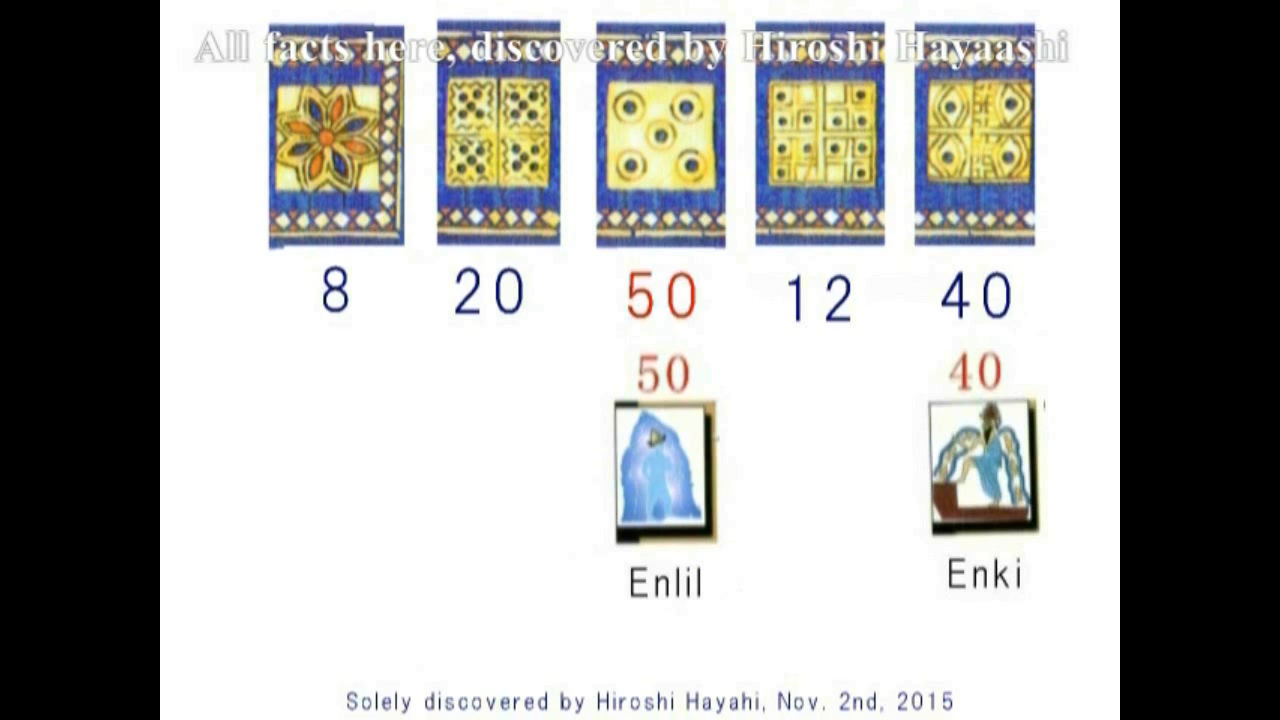 All facts here, discovered by Hiroshi Hayaashi
8 20 50 12 40
50 40
Enlil Enki
Solely discovered by Hiroshi Hayahi, Nov. 2nd, 2015